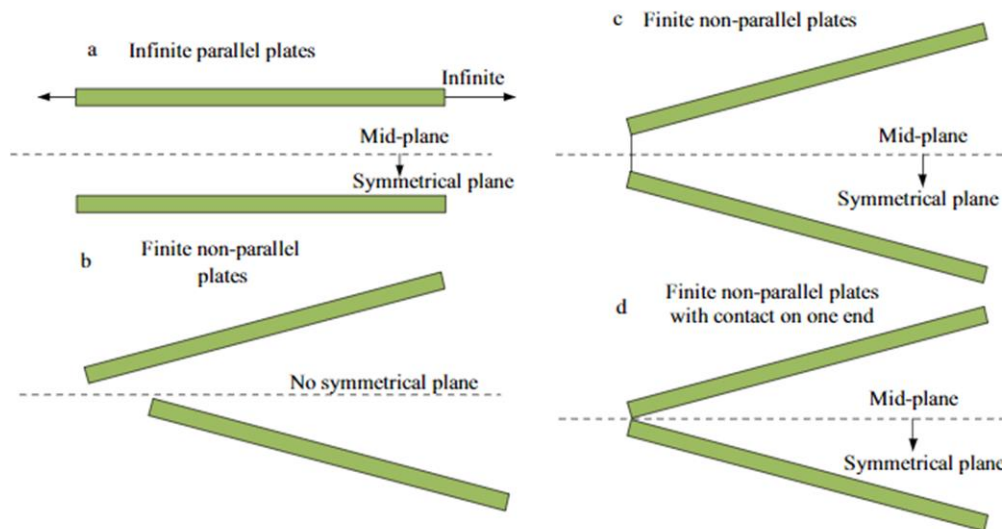 a Infinite parallel plates
Infinite
Mid-plane
Symmetrical plane
b Finite non-parallel
plates
No symmetrical plane
c Finite non-parallel plates
Mid-plane
Symmetrical plane
d Finite non-parallel plates
with contact on one end
Mid-plane
Symmetrical plane